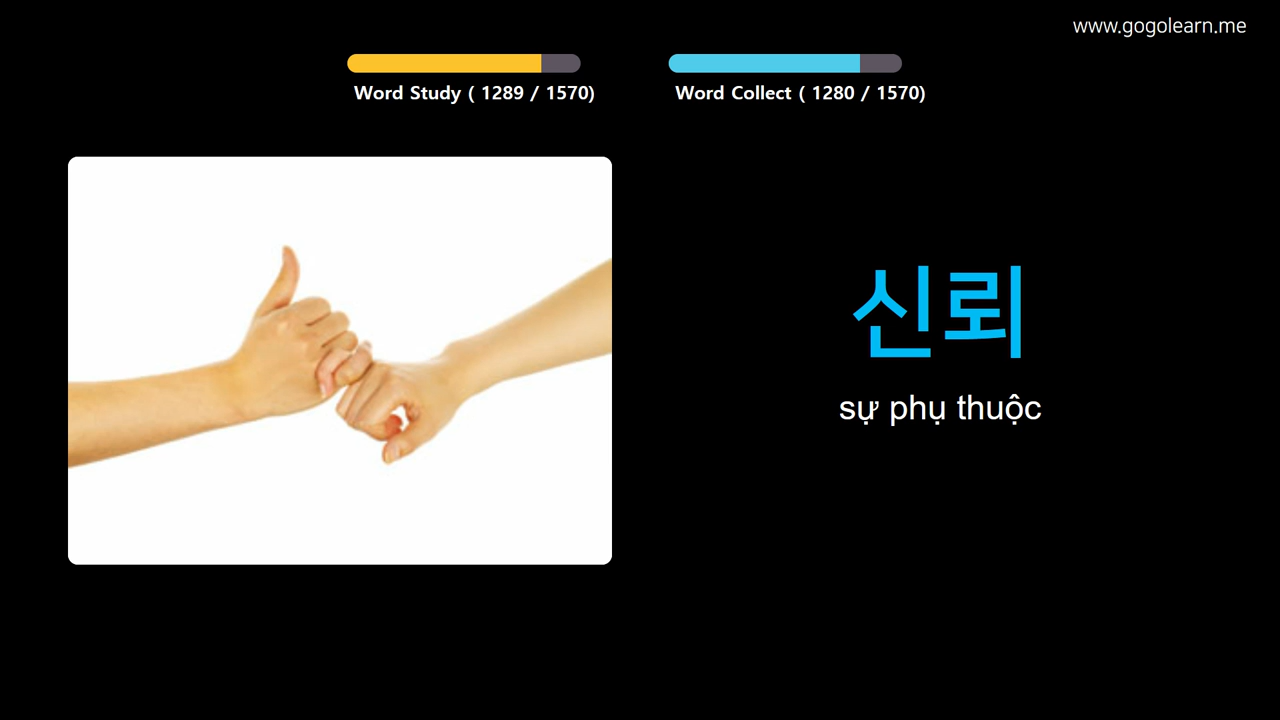 www.gogolearn.me
Word Study ( 1289 / 1570)
Word Collect ( 1280 / 1570)
신뢰
sự phụ thuộc